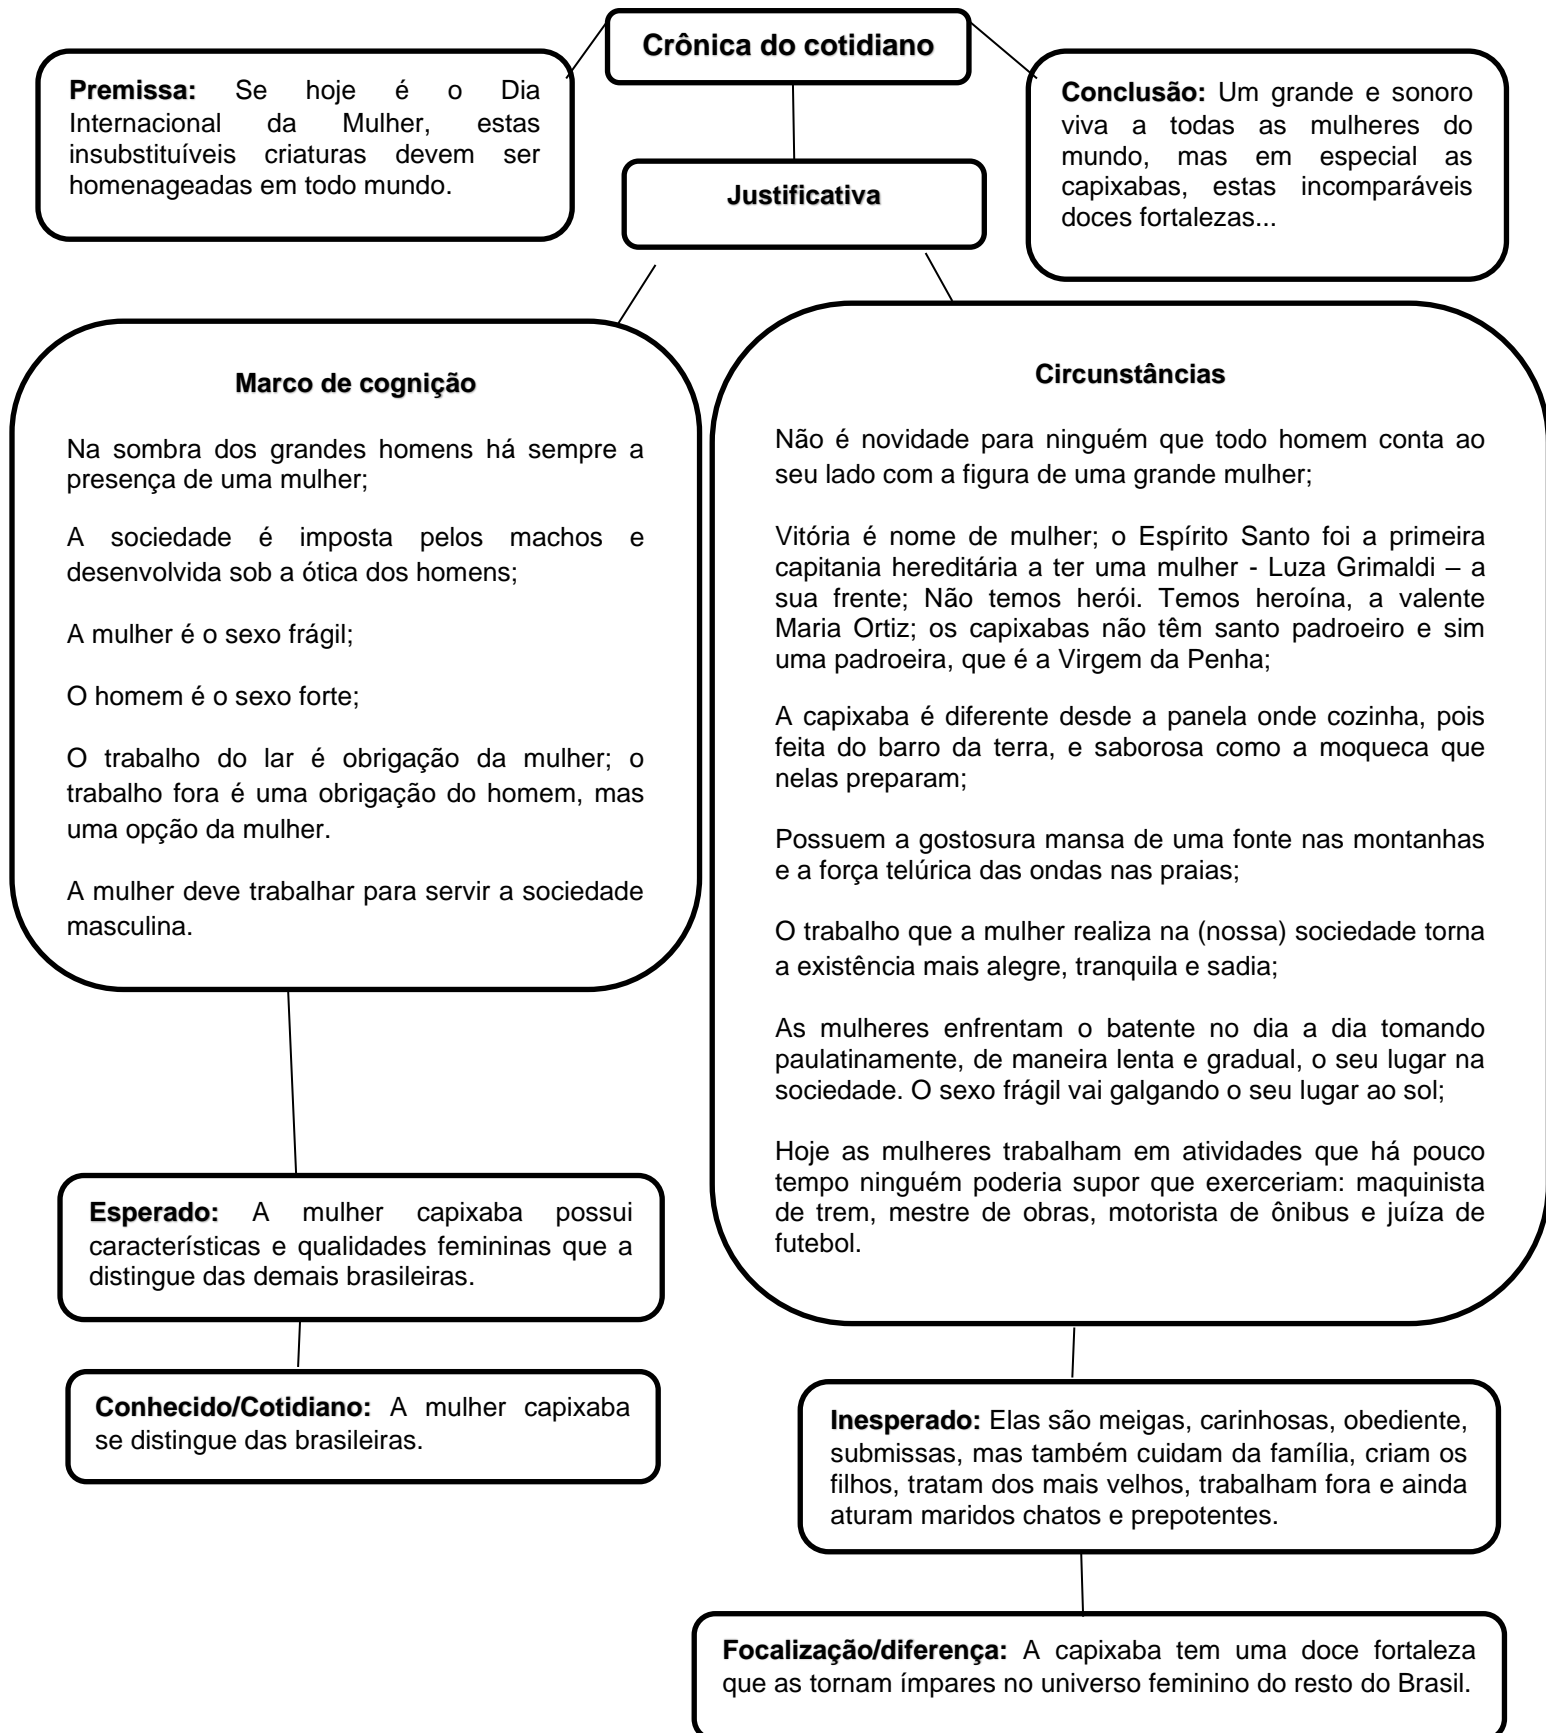 Crônica do cotidiano
Premissa: Se hoje é o Dia
Internacional da Mulher, estas
insubstituíveis criaturas devem ser
homenageadas em todo mundo.
Conclusão: Um grande e sonoro
viva a todas as mulheres do
mundo, mas em especial as
capixabas, estas incomparáveis
doces fortalezas...
Justificativa
Marco de cognição
Na sombra dos grandes homens há sempre a
presença de uma mulher;
A sociedade é imposta pelos machos e
desenvolvida sob a ótica dos homens;
A mulher é o sexo frágil;
O homem é o sexo forte;
O trabalho do lar é obrigação da mulher; o
trabalho fora é uma obrigação do homem, mas
uma opção da mulher.
A mulher deve trabalhar para servir a sociedade
masculina.
Circunstâncias
Não é novidade para ninguém que todo homem conta ao
seu lado com a figura de uma grande mulher;
Vitória é nome de mulher; o Espírito Santo foi a primeira
capitania hereditária a ter uma mulher - Luza Grimaldi – a
sua frente; Não temos herói. Temos heroína, a valente
Maria Ortiz; os capixabas não têm santo padroeiro e sim
uma padroeira, que é a Virgem da Penha;
A capixaba é diferente desde a panela onde cozinha, pois
feita do barro da terra, e saborosa como a moqueca que
nelas preparam;
Possuem a gostosura mansa de uma fonte nas montanhas
e a força telúrica das ondas nas praias;
O trabalho que a mulher realiza na (nossa) sociedade torna
a existência mais alegre, tranquila e sadia;
As mulheres enfrentam o batente no dia a dia tomando
paulatinamente, de maneira lenta e gradual, o seu lugar na
sociedade. O sexo frágil vai galgando o seu lugar ao sol;
Hoje as mulheres trabalham em atividades que há pouco
tempo ninguém poderia supor que exerceriam: maquinista
de trem, mestre de obras, motorista de ônibus e juíza de
futebol.
Esperado: A mulher capixaba possui
características e qualidades femininas que a
distingue das demais brasileiras.
Conhecido/Cotidiano: A mulher capixaba
se distingue das brasileiras.
Inesperado: Elas são meigas, carinhosas, obediente,
submissas, mas também cuidam da família, criam os
filhos, tratam dos mais velhos, trabalham fora e ainda
aturam maridos chatos e prepotentes.
Focalização/diferença: A capixaba tem uma doce fortaleza
que as tornam ímpares no universo feminino do resto do Brasil.